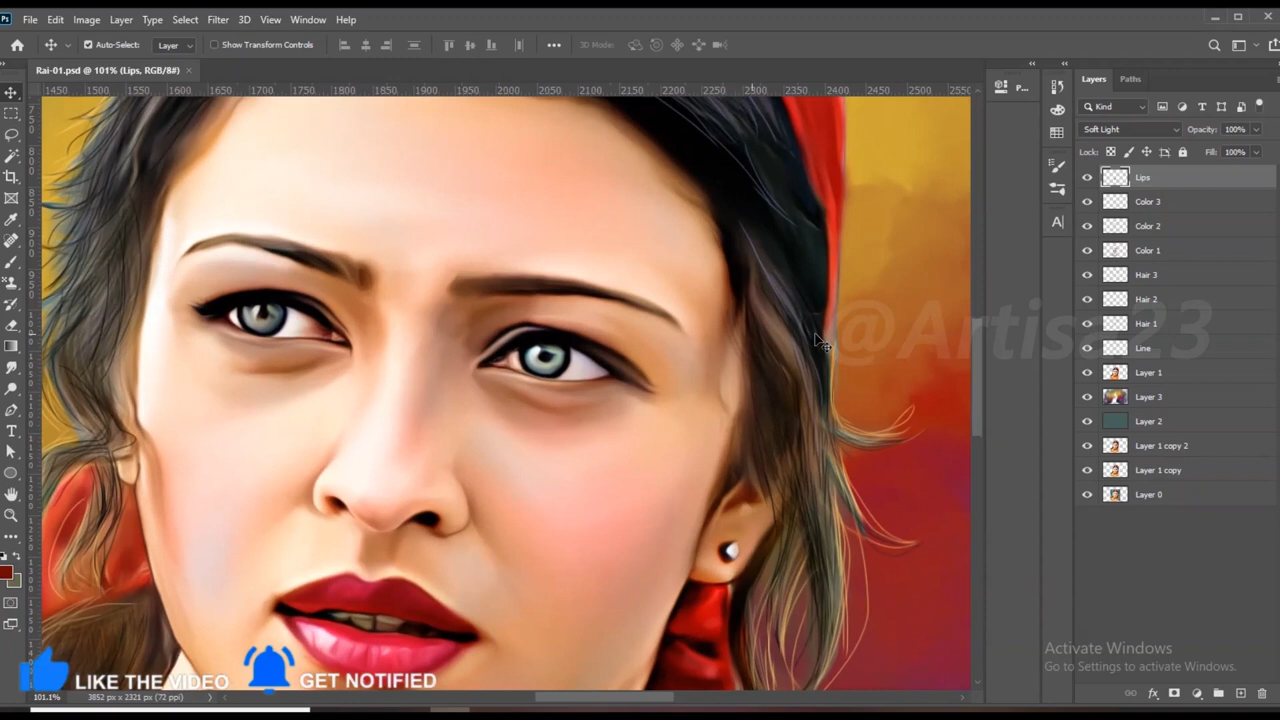 Ps File Edit Image Layer Type Select Filter 3D View Window Help
Auto-Select: Layer Show Transform Controls ••• 3D Mode:
Rai-01.psd @ 101% (Lips, RGB/8#) ×
1450 1500 1550 1600 1650 1700 1750 1800 1850 1900 1950 2000 2050 2100 2150 2200 2250 2300 2350 2400 2450 2500 2550
P...
Layers Paths
Kind
Soft Light Opacity: 100%
Lock: Fill: 100%
Lips
Color 3
Color 2
Color 1
Hair 3
Hair 2
Hair 1
Line
Layer 1
Layer 3
Layer 2
Layer 1 copy 2
Layer 1 copy
Layer 0
LIKE THE VIDEO GET NOTIFIED
Activate Windows
Go to Settings to activate Windows.
101.1% 3852 px x 2321 px (72 ppi)